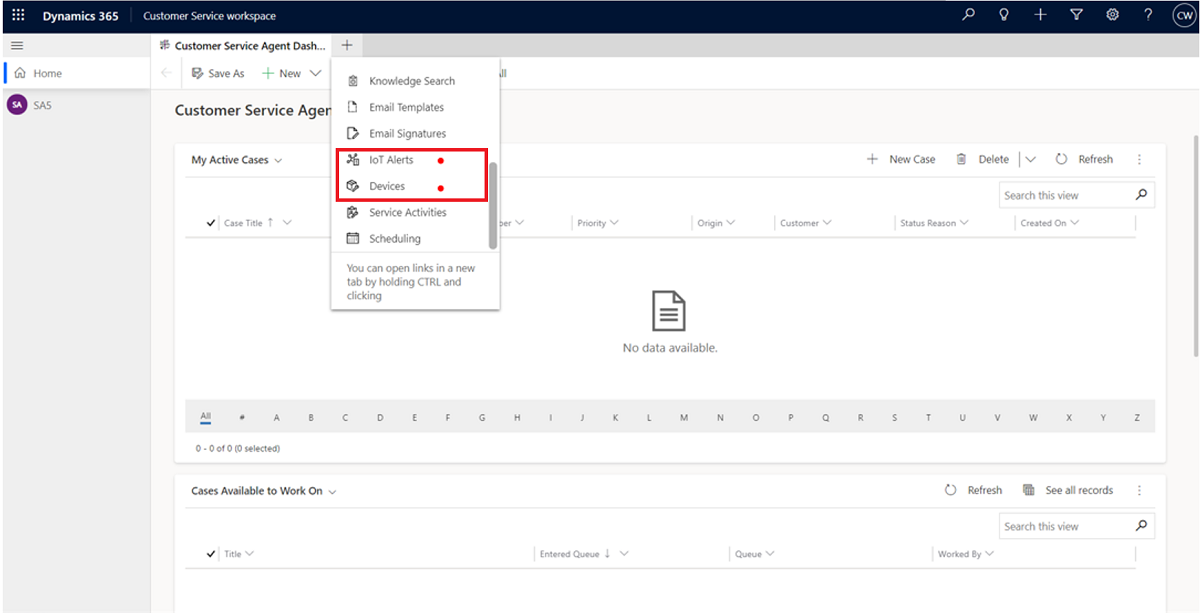 Dynamics 365 Customer Service workspace ? CW
Customer Service Agent Dash...
Home
Save As New
SA SA5
Customer Service Agen
Knowledge Search
Email Templates
Email Signatures
IoT Alerts
Devices
Service Activities
Scheduling
You can open links in a new
tab by holding CTRL and
clicking
My Active Cases New Case Delete Refresh
Search this view
Case Title Priority Origin Customer Status Reason Created On
No data available.
All # A B C D E F G H I J K L M N O P Q R S T U V W X Y Z
0 - 0 of 0 (0 selected)
Cases Available to Work On Refresh See all records
Search this view
Title Entered Queue Queue Worked By